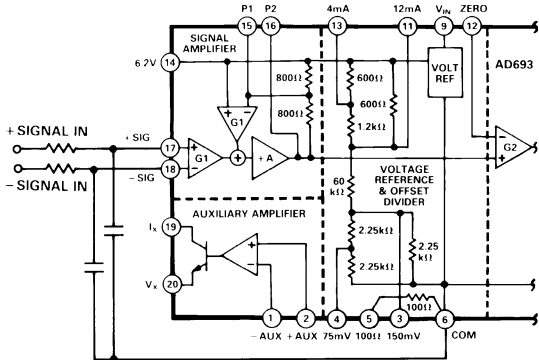 P1 P2 4mA 12mA VIN ZERO
15 16 13 11 9 12
SIGNAL AMPLIFIER
AD693
6.2V 14
800Ω
600Ω
VOLT REF
800Ω
600Ω
+ −
G1
1.2kΩ
+ SIGNAL IN
+ SIG
17
+
G1
+
+ A
−
G2
+
− SIGNAL IN
18
−
− SIG
60 kΩ
VOLTAGE REFERENCE & OFFSET DIVIDER
AUXILIARY AMPLIFIER
IX
19
+
−
2.25kΩ
2.25 kΩ
2.25kΩ
VX
20
100Ω
1 2 4 5 3 6
− AUX + AUX 75mV 100Ω 150mV COM